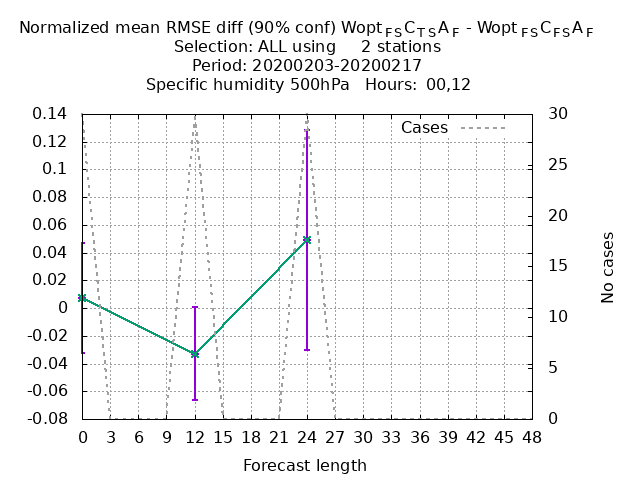 Normalized mean RMSE diff (90% conf) Wopt FS C T S A F - Wopt FS C F S A F
Selection: ALL using 2 stations
Period: 20200203-20200217
Specific humidity 500hPa Hours: 00,12
Cases
0.14
0.12
0.1
0.08
0.06
0.04
0.02
0
-0.02
-0.04
-0.06
-0.08
30
25
20
15
10
5
0
No cases
0 3 6 9 12 15 18 21 24 27 30 33 36 39 42 45 48
Forecast length